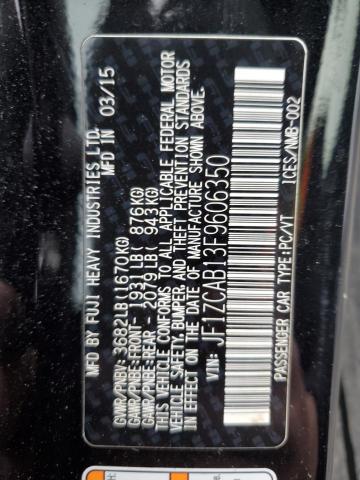 MFD BY FUJI HEAVY INDUSTRIES LTD.
MFD IN 03/15
GVWR/PNBV 3682LB(1670KG)
GAWR/PNBE:FRONT- 1931LB( 876KG)
GAWR/PNBE:REAR - 2079LB( 943KG)
THIS VEHICLE CONFORMS TO ALL APPLICABLE FEDERAL MOTOR
VEHICLE SAFETY,BUMPER,AND THEFT PREVENTION STANDARDS
EFFECT ON THE DATE OF MANUFACTURE SHOWN ABOVE.
VIN: JF1ZCAB13F9606350
PASSENGER CAR TYPE:PC/VT ICES/NMB-002